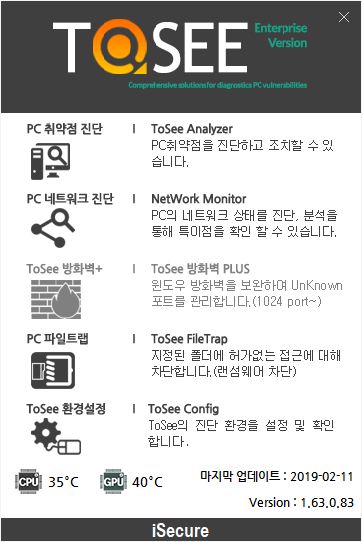 TOSEE Enterprise
Version
Comprehensive solutions for diagnostics PC vulnerabilities
PC 취약점 진단 | ToSee Analyzer
PC취약점을 진단하고 조치할 수 있
습니다.
PC 네트워크 진단 | NetWork Monitor
PC의 네트워크 상태를 진단, 분석을
통해 특이점을 확인 할 수 있습니다.
ToSee 방화벽+ | ToSee 방화벽 PLUS
윈도우 방화벽을 보완하며 UnKnown
포트를 관리합니다.(1024 port~)
PC 파일트랩 | ToSee FileTrap
지정된 폴더에 허가없는 접근에 대해
차단합니다.(랜섬웨어 차단)
ToSee 환경설정 | ToSee Config
ToSee의 진단 환경을 설정 및 확인
합니다.
CPU 35°C GPU 40°C 마지막 업데이트 : 2019-02-11
Version : 1.63.0.83
iSecure